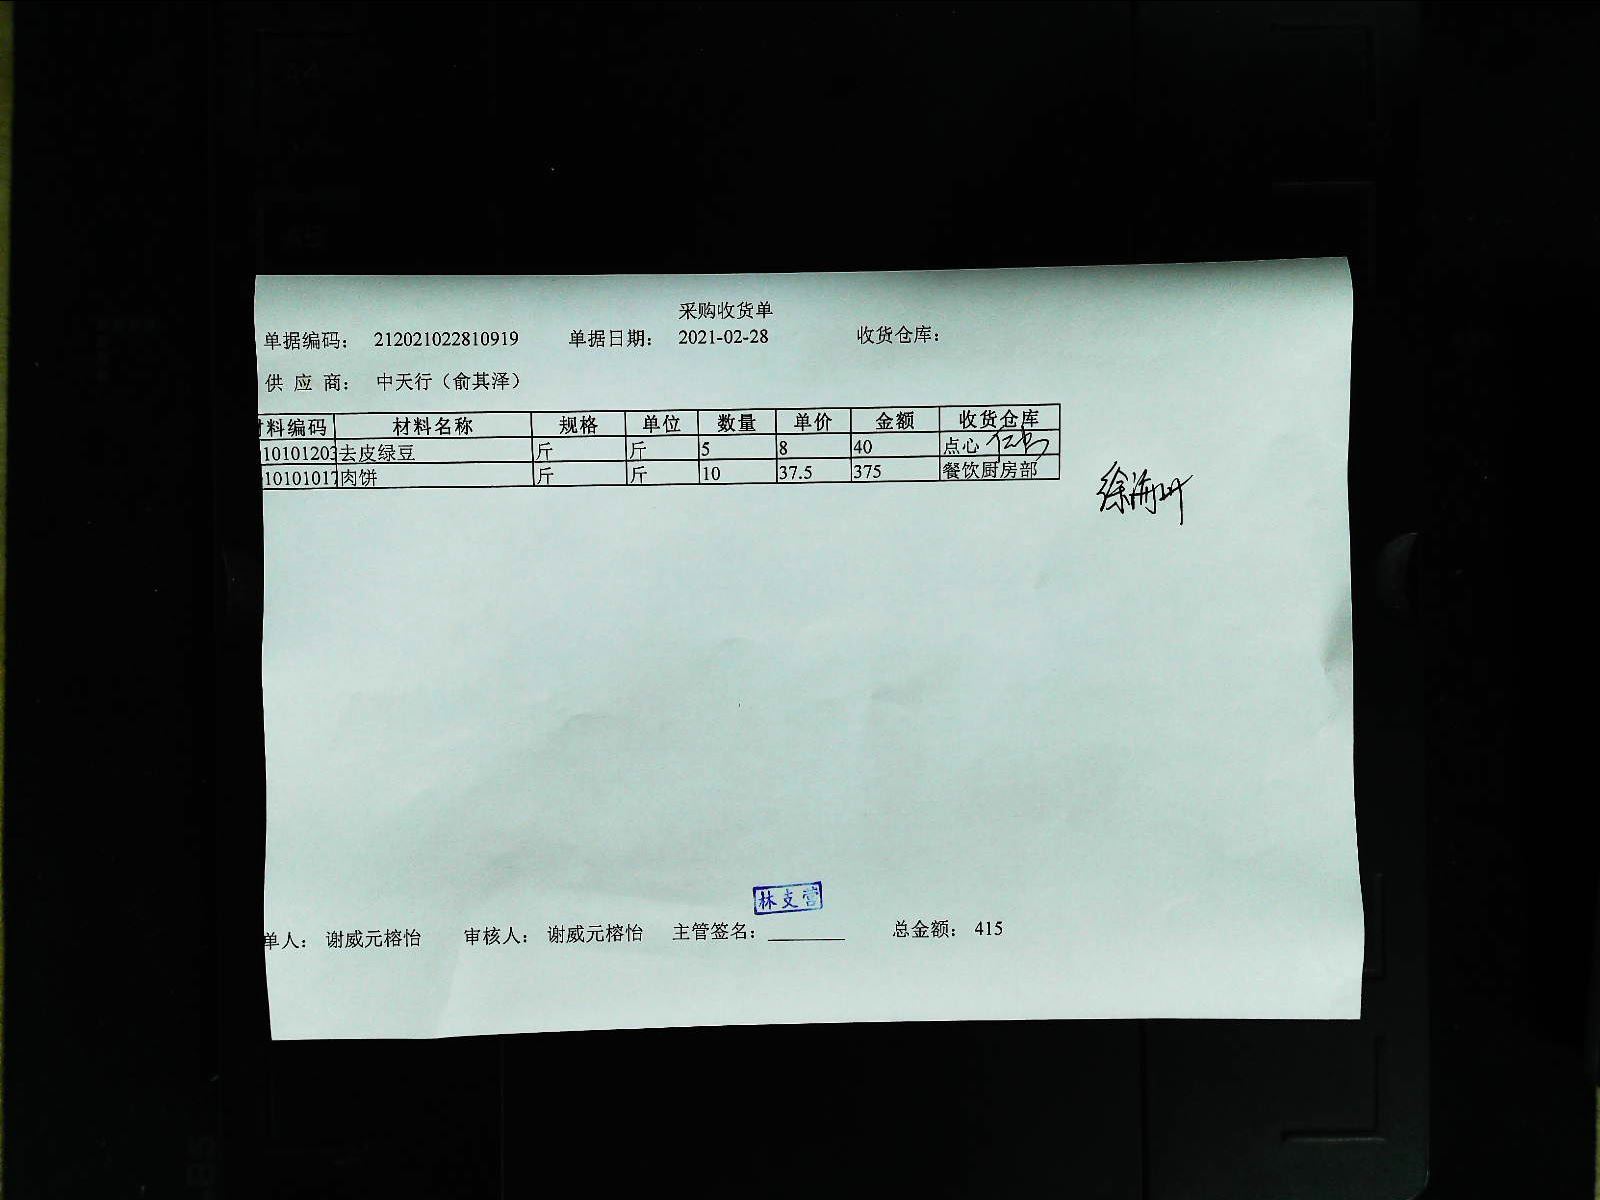 采购收货单
单据编码： 212021022810919 单据日期： 2021-02-28 收货仓库：
供 应 商： 中天行（俞其泽）
料编码 材料名称 规格 单位 数量 单价 金额 收货仓库
10101203 去皮绿豆 斤 斤 5 8 40 点心
10101017 肉饼 斤 斤 10 37.5 375 餐饮厨房部
林支营
单人： 谢威元榕怡 审核人： 谢威元榕怡 主管签名： 总金额： 415